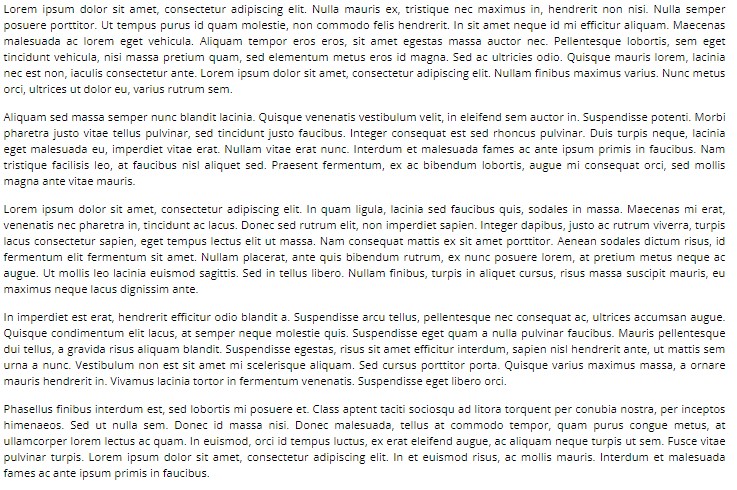 Lorem ipsum dolor sit amet, consectetur adipiscing elit. Nulla mauris ex, tristique nec maximus in, hendrerit non nisi. Nulla semper
posuere porttitor. Ut tempus purus id quam molestie, non commodo felis hendrerit. In sit amet neque id mi efficitur aliquam. Maecenas
malesuada ac lorem eget vehicula. Aliquam tempor eros eros, sit amet egestas massa auctor nec. Pellentesque lobortis, sem eget
tincidunt vehicula, nisi massa pretium quam, sed elementum metus eros id magna. Sed ac ultricies odio. Quisque mauris lorem, lacinia
nec est non, iaculis consectetur ante. Lorem ipsum dolor sit amet, consectetur adipiscing elit. Nullam finibus maximus varius. Nunc metus
orci, ultrices ut dolor eu, varius rutrum sem.
Aliquam sed massa semper nunc blandit lacinia. Quisque venenatis vestibulum velit, in eleifend sem auctor in. Suspendisse potenti. Morbi
pharetra justo vitae tellus pulvinar, sed tincidunt justo faucibus. Integer consequat est sed rhoncus pulvinar. Duis turpis neque, lacinia
eget malesuada eu, imperdiet vitae erat. Nullam vitae erat nunc. Interdum et malesuada fames ac ante ipsum primis in faucibus. Nam
tristique facilisis leo, at faucibus nisl aliquet sed. Praesent fermentum, ex ac bibendum lobortis, augue mi consequat orci, sed mollis
magna ante vitae mauris.
Lorem ipsum dolor sit amet, consectetur adipiscing elit. In quam ligula, lacinia sed faucibus quis, sodales in massa. Maecenas mi erat,
venenatis nec pharetra in, tincidunt ac lacus. Donec sed rutrum elit, non imperdiet sapien. Integer dapibus, justo ac rutrum viverra, turpis
lacus consectetur sapien, eget tempus lectus elit ut massa. Nam consequat mattis ex sit amet porttitor. Aenean sodales dictum risus, id
fermentum elit fermentum sit amet. Nullam placerat, ante quis bibendum rutrum, ex nunc posuere lorem, at pretium metus neque ac
augue. Ut mollis leo lacinia euismod sagittis. Sed in tellus libero. Nullam finibus, turpis in aliquet cursus, risus massa suscipit mauris, eu
maximus neque lacus dignissim ante.
In imperdiet est erat, hendrerit efficitur odio blandit a. Suspendisse arcu tellus, pellentesque nec consequat ac, ultrices accumsan augue.
Quisque condimentum elit lacus, at semper neque molestie quis. Suspendisse eget quam a nulla pulvinar faucibus. Mauris pellentesque
dui tellus, a gravida risus aliquam blandit. Suspendisse egestas, risus sit amet efficitur interdum, sapien nisl hendrerit ante, ut mattis sem
urna a nunc. Vestibulum non est sit amet mi scelerisque aliquam. Sed cursus porttitor porta. Quisque varius maximus massa, a ornare
mauris hendrerit in. Vivamus lacinia tortor in fermentum venenatis. Suspendisse eget libero orci.
Phasellus finibus interdum est, sed lobortis mi posuere et. Class aptent taciti sociosqu ad litora torquent per conubia nostra, per inceptos
himenaeos. Sed ut nulla sem. Donec id massa nisi. Donec malesuada, tellus at commodo tempor, quam purus congue metus, at
ullamcorper lorem lectus ac quam. In euismod, orci id tempus luctus, ex erat eleifend augue, ac aliquam neque turpis ut sem. Fusce vitae
pulvinar turpis. Lorem ipsum dolor sit amet, consectetur adipiscing elit. In et euismod risus, ac mollis mauris. Interdum et malesuada
fames ac ante ipsum primis in faucibus.